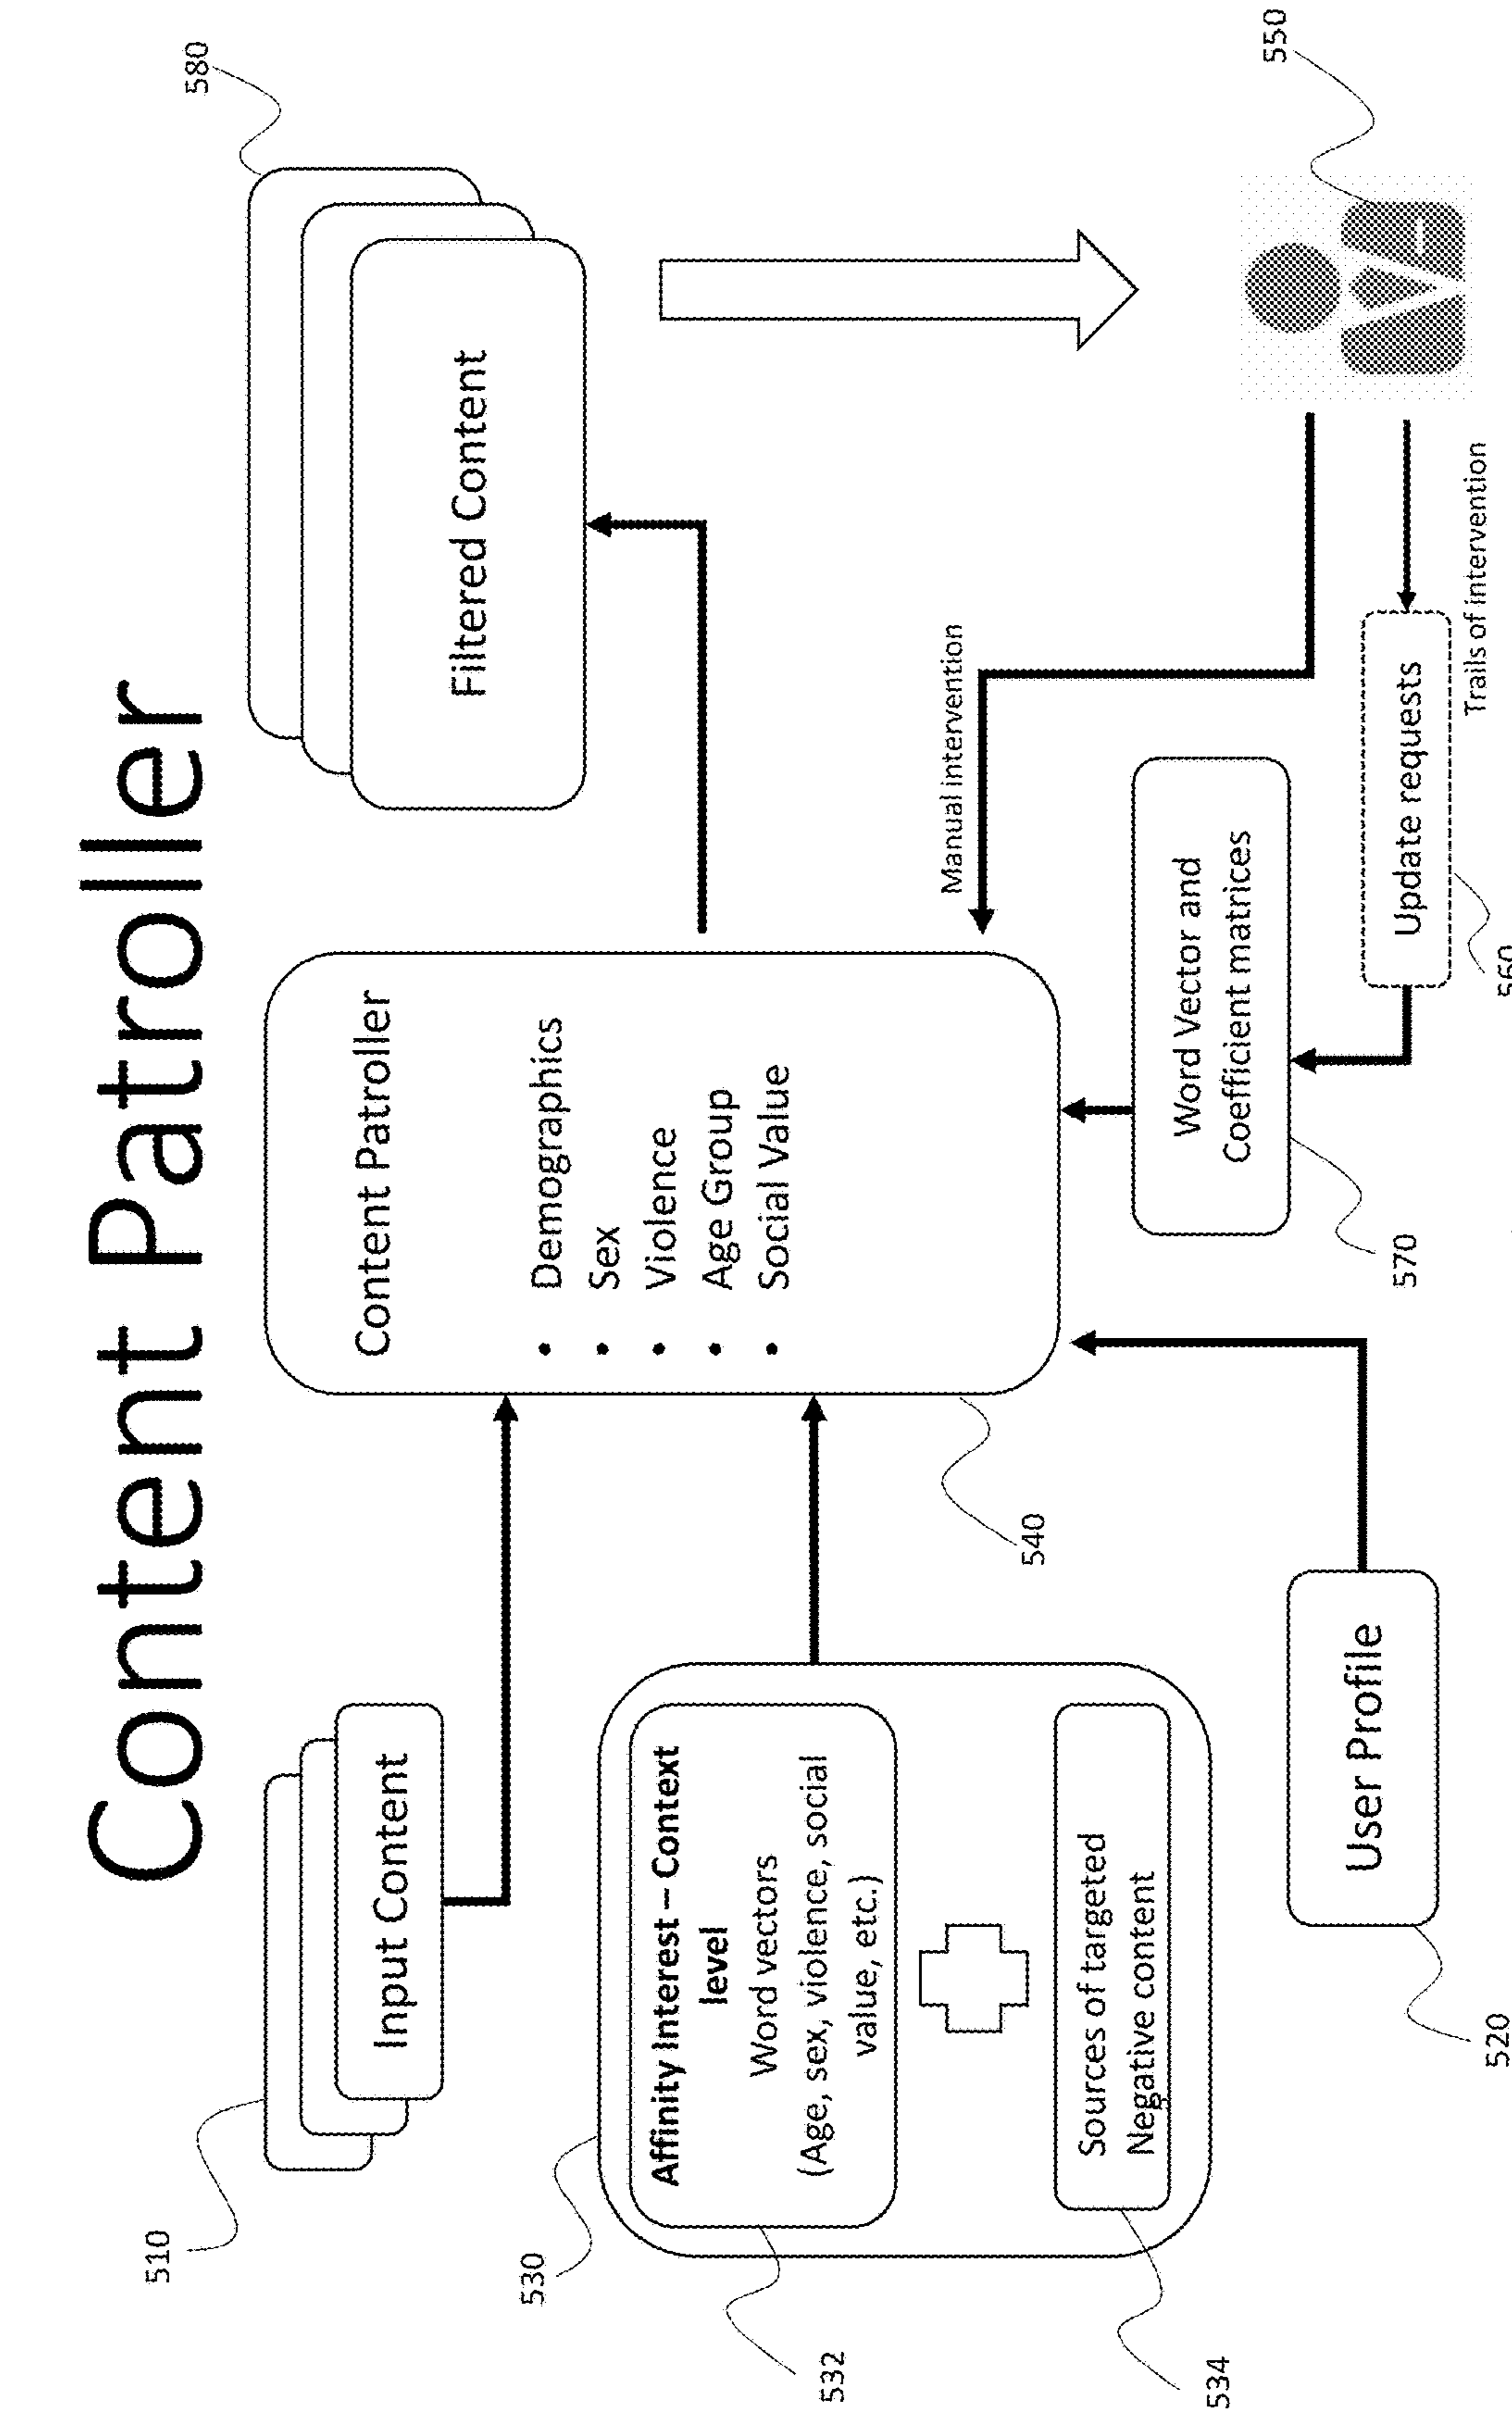 Content Patroller
510
Input Content
530
Affinity Interest – Context
level
Word vectors
(Age, sex, violence, social
value, etc.)
532
Sources of targeted
Negative content
534
User Profile
520
Content Patroller
• Demographics
• Sex
• Violence
• Age Group
• Social Value
540
Word Vector and
Coefficient matrices
570
Update requests
560
Trails of intervention
Manual intervention
Filtered Content
580
550